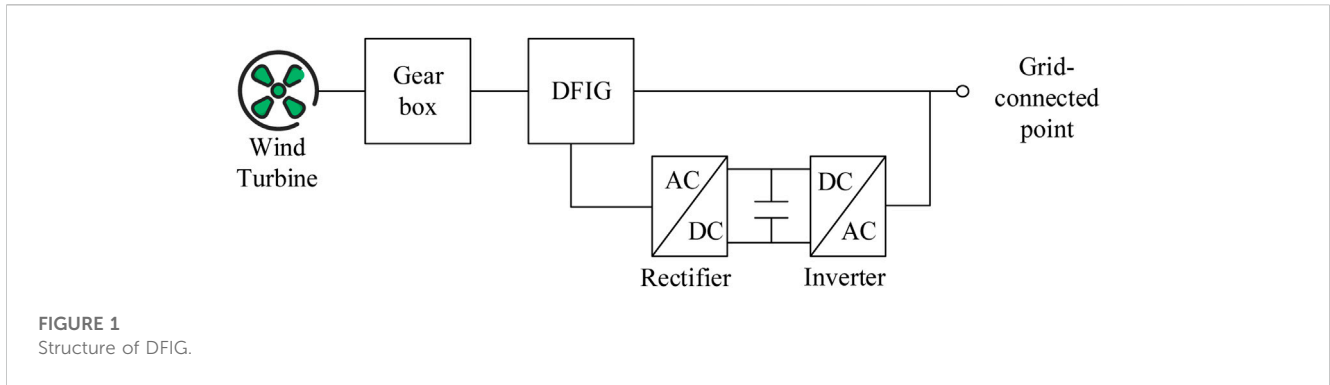 Wind
Turbine
Gear
box
DFIG
Grid-
connected
point
AC
DC
Rectifier
DC
AC
Inverter
FIGURE 1
Structure of DFIG.